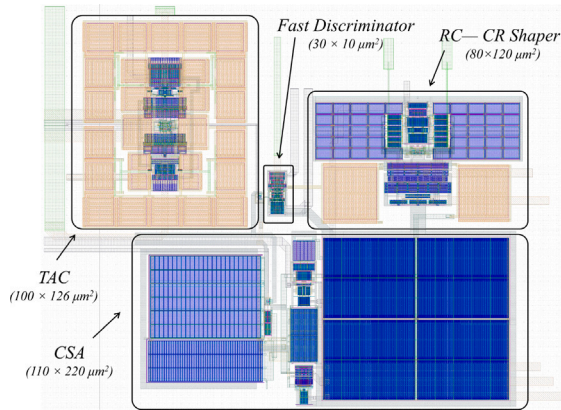 Fast Discriminator
(30 × 10 μm²)
RC— CR Shaper
(80×120 μm²)
TAC
(100 × 126 μm²)
CSA
(110 × 220 μm²)